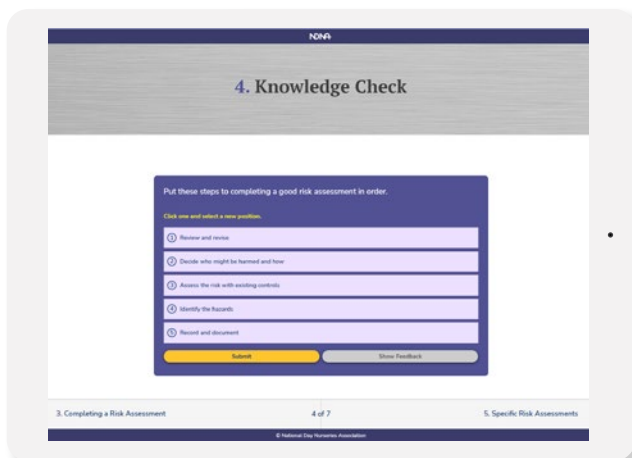 NDNA
4. Knowledge Check
Put these steps to completing a good risk assessment in order.
Click one and select a new position.
1 Review and revise
2 Decide who might be harmed and how
3 Assess the risk with existing controls
4 Identify the hazards
5 Record and document
Submit Show Feedback
3. Completing a Risk Assessment 4 of 7 5. Specific Risk Assessments
© National Day Nurseries Association